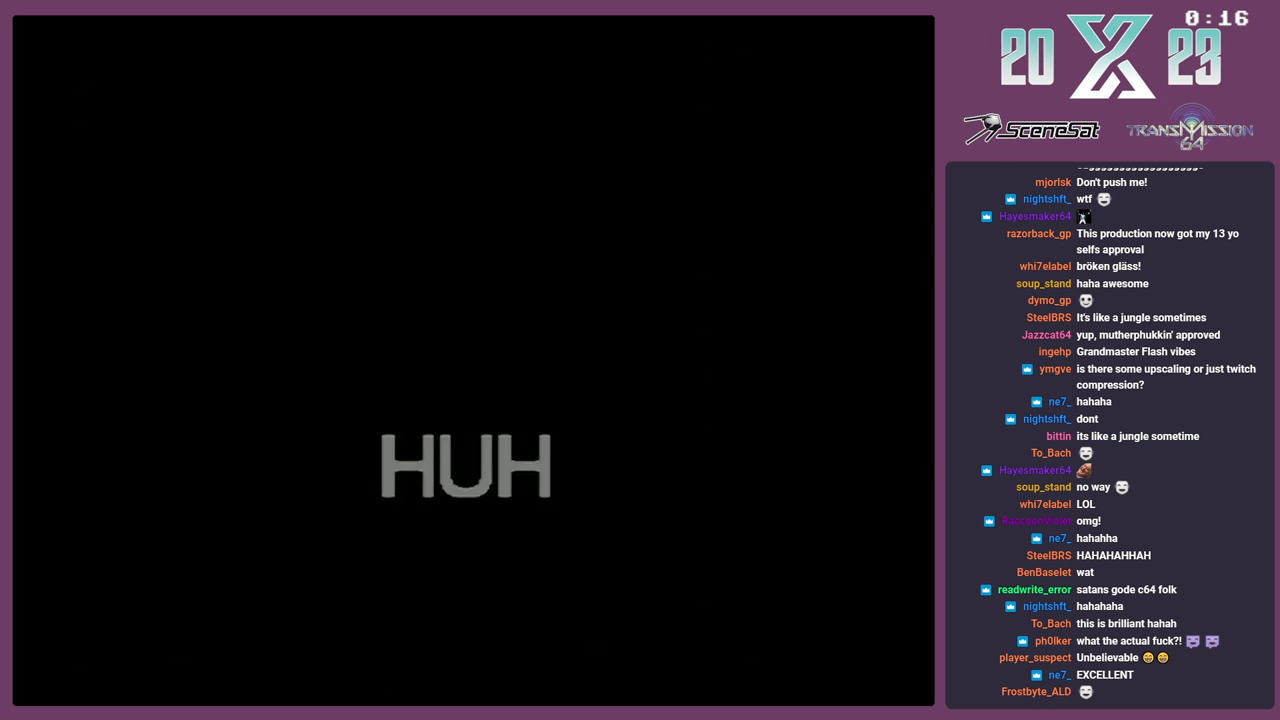 HUH
0:16
20 X 23
SceneSat
TRANSMISSION
64
mjorlsk Don't push me!
nightshft_ wtf
Hayesmaker64
razorback_gp This production now got my 13 yo
selfs approval
whi7elabel bröken gläss!
soup_stand haha awesome
dymo_gp
SteelBRS It's like a jungle sometimes
Jazzcat64 yup, mutherphukkin' approved
ingehp Grandmaster Flash vibes
ymgve is there some upscaling or just twitch
compression?
ne7_ hahaha
nightshft_ dont
bittin its like a jungle sometime
To_Bach
Hayesmaker64
soup_stand no way
whi7elabel LOL
RaccoonViolet omg!
ne7_ hahahha
SteelBRS HAHAHAHHAH
BenBaselet wat
readwrite_error satans gode c64 folk
nightshft_ hahahaha
To_Bach this is brilliant hahah
ph0lker what the actual fuck?!
player_suspect Unbelievable
ne7_ EXCELLENT
Frostbyte_ALD